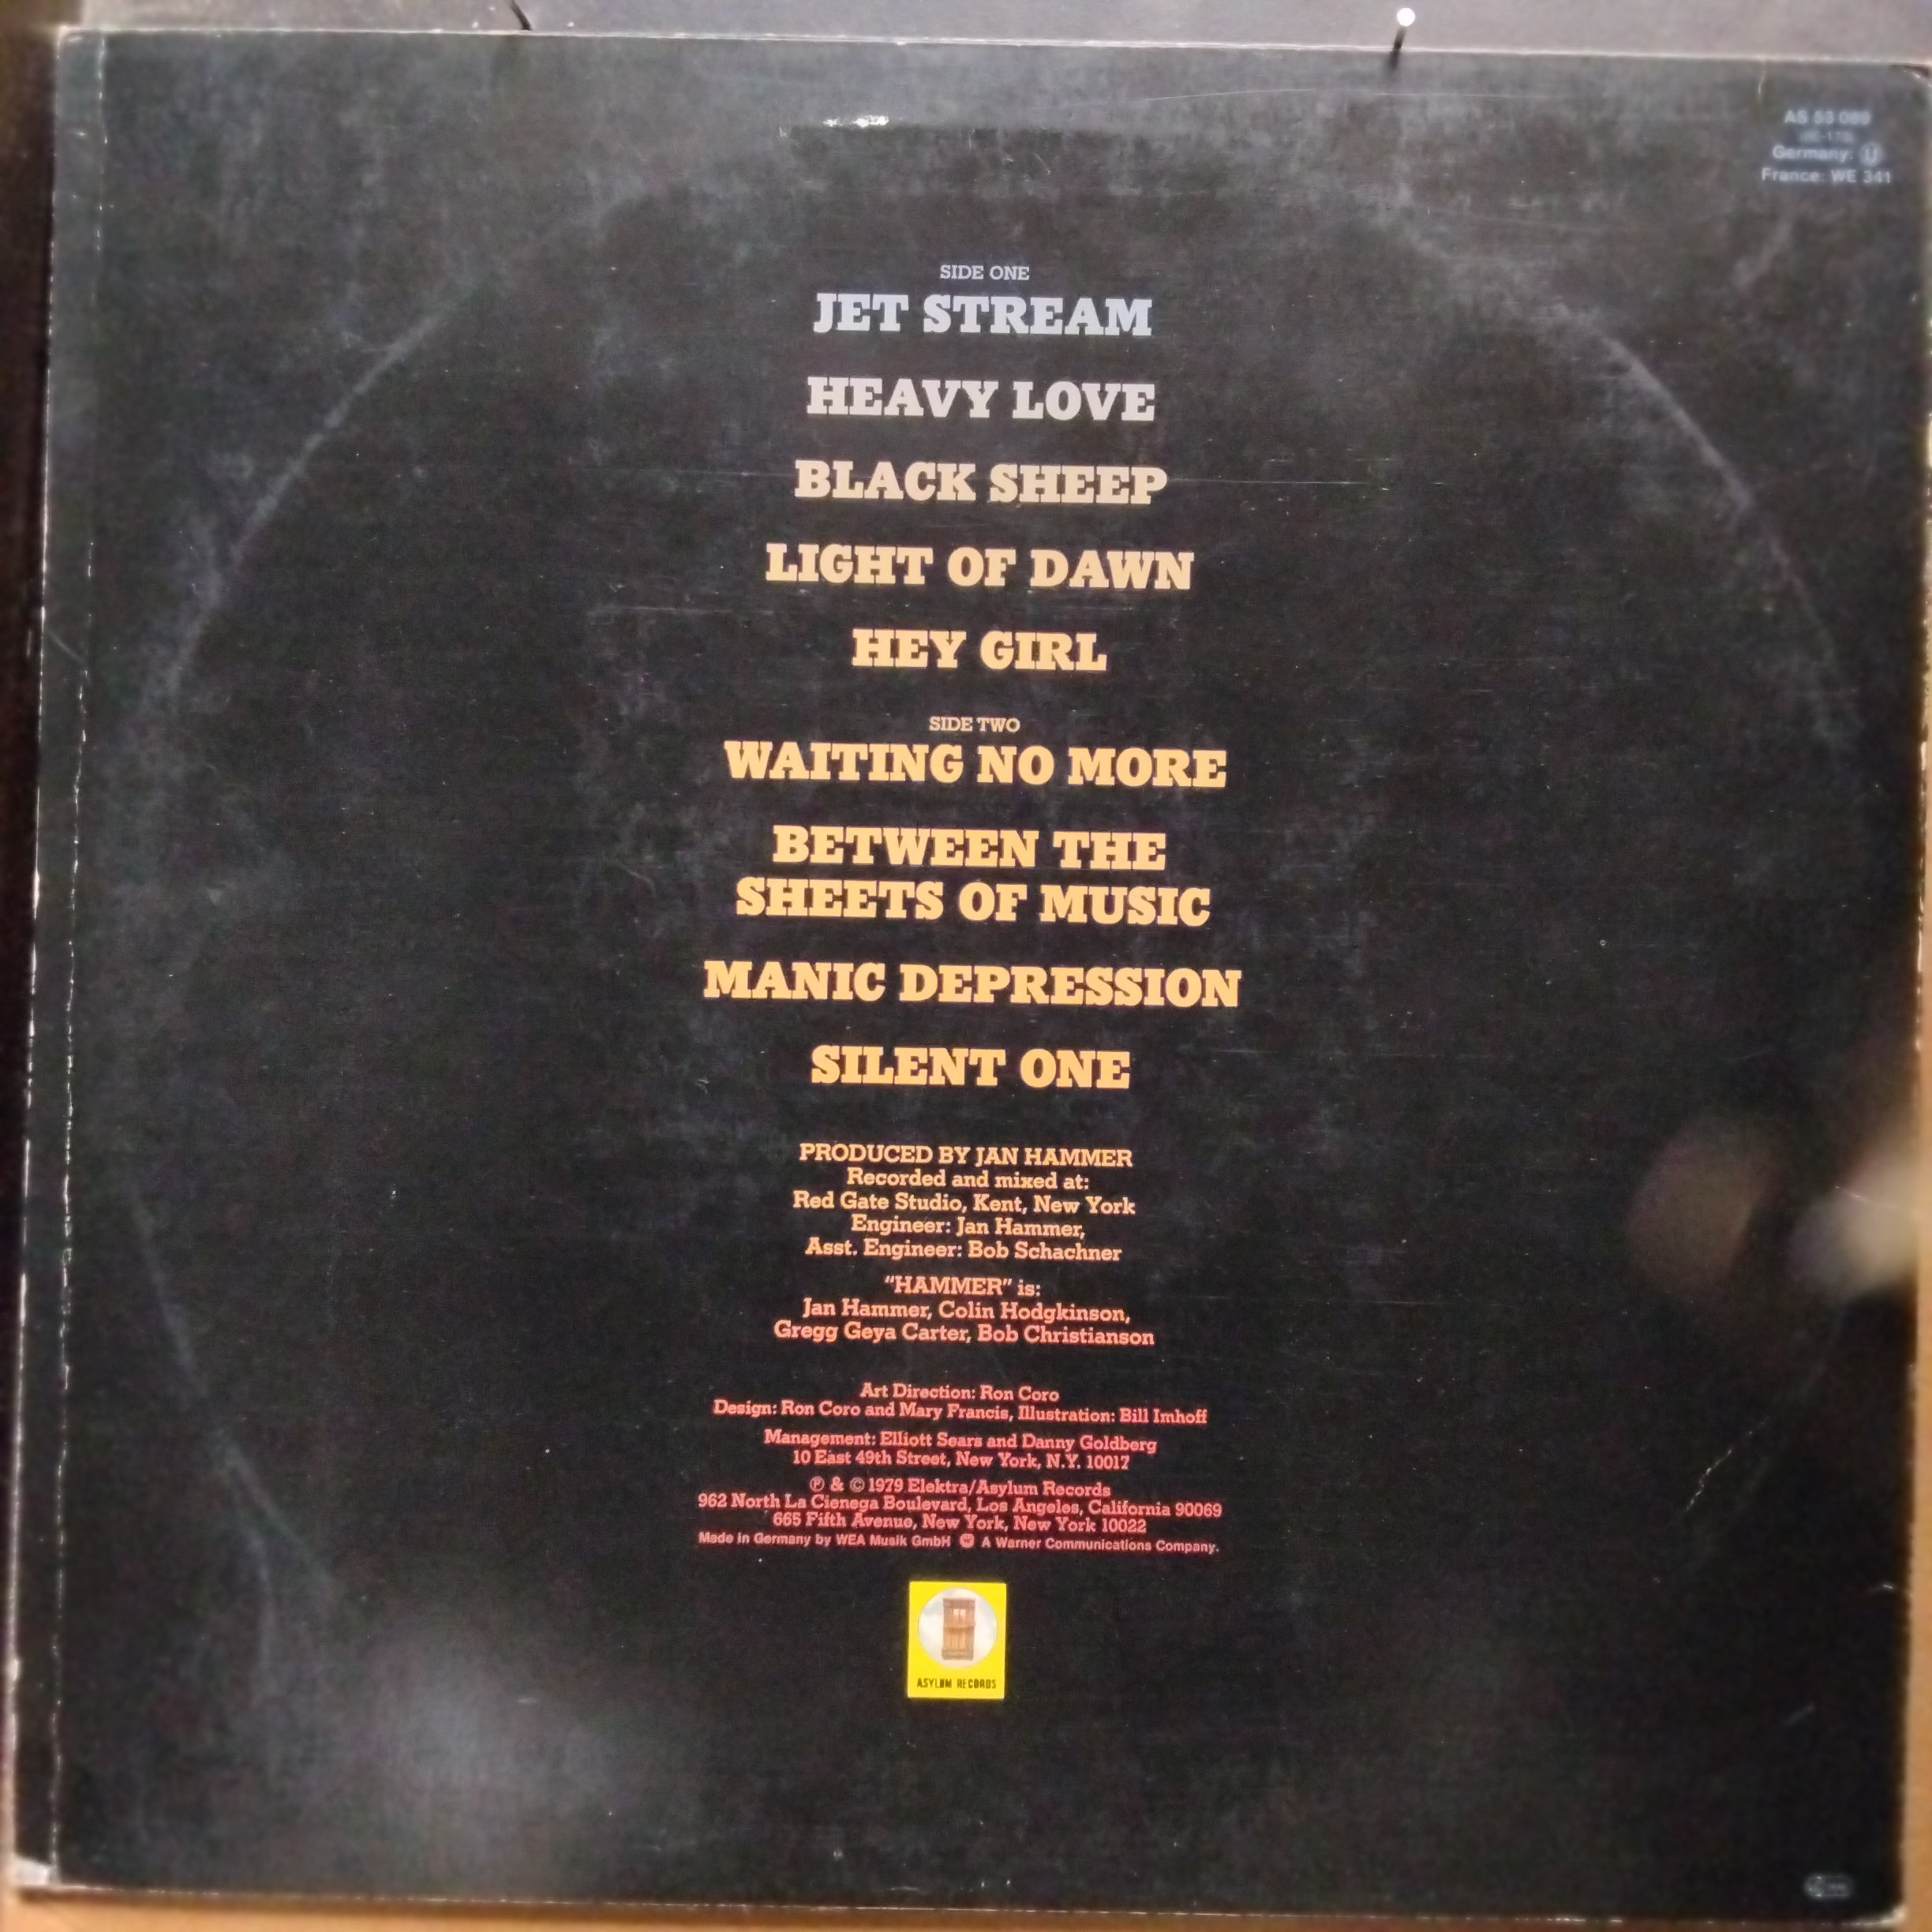 AS 53 089
Germany: U
France: WE 341
SIDE ONE
JET STREAM
HEAVY LOVE
BLACK SHEEP
LIGHT OF DAWN
HEY GIRL
SIDE TWO
WAITING NO MORE
BETWEEN THE
SHEETS OF MUSIC
MANIC DEPRESSION
SILENT ONE
PRODUCED BY JAN HAMMER
Recorded and mixed at:
Red Gate Studio, Kent, New York
Engineer: Jan Hammer,
Asst. Engineer: Bob Schachner
“HAMMER” is:
Jan Hammer, Colin Hodgkinson,
Gregg Geya Carter, Bob Christianson
Art Direction: Ron Coro
Design: Ron Coro and Mary Francis, Illustration: Bill Imhoff
Management: Elliott Sears and Danny Goldberg
10 East 49th Street, New York, N.Y. 10017
℗ & © 1979 Elektra/Asylum Records
962 North La Cienega Boulevard, Los Angeles, California 90069
665 Fifth Avenue, New York, New York 10022
Made in Germany by WEA Musik GmbH A Warner Communications Company.
ASYLUM RECORDS